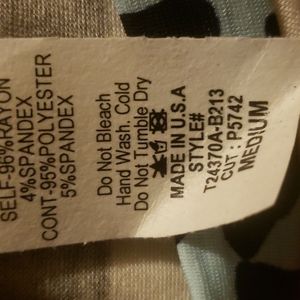 SELF-96%RAYON
4%SPANDEX
CONT-95%POLYESTER
5%SPANDEX
Do Not Bleach
Hand Wash. Cold
Do Not Tumble Dry
MADE IN U.S.A
STYLE#
T24370A-B213
CUT : P5742
MEDIUM